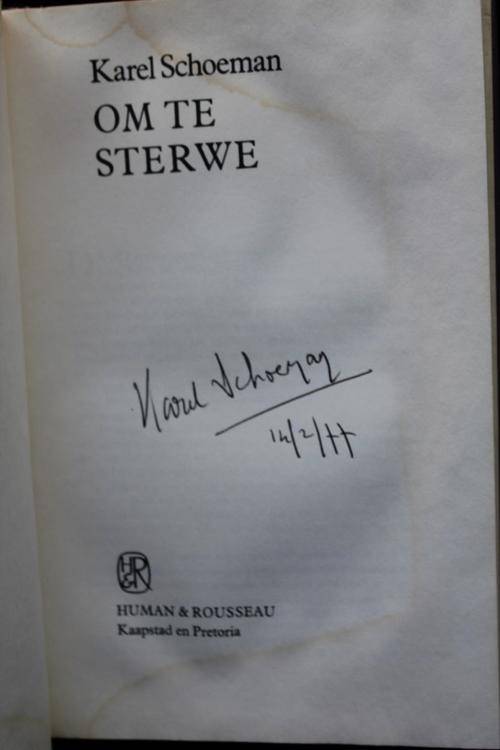 Karel Schoeman
OM TE
STERWE
Karel Schoeman
14/2/77
H&R
HUMAN & ROUSSEAU
Kaapstad en Pretoria